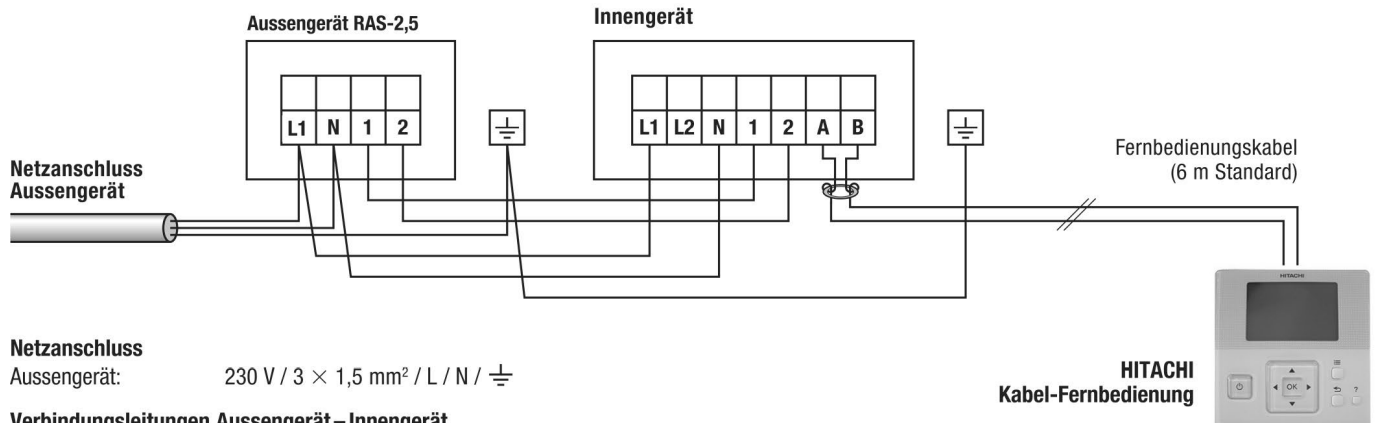 Aussengerät RAS-2,5
Innengerät
L1 N 1 2
L1 L2 N 1 2 A B
Netzanschluss
Aussengerät
Fernbedienungskabel
(6 m Standard)
HITACHI
OK
?
HITACHI
Kabel-Fernbedienung
Netzanschluss
Aussengerät: 230 V / 3 × 1,5 mm² / L / N / ⏚
Verbindungsleitungen Aussengerät – Innengerät